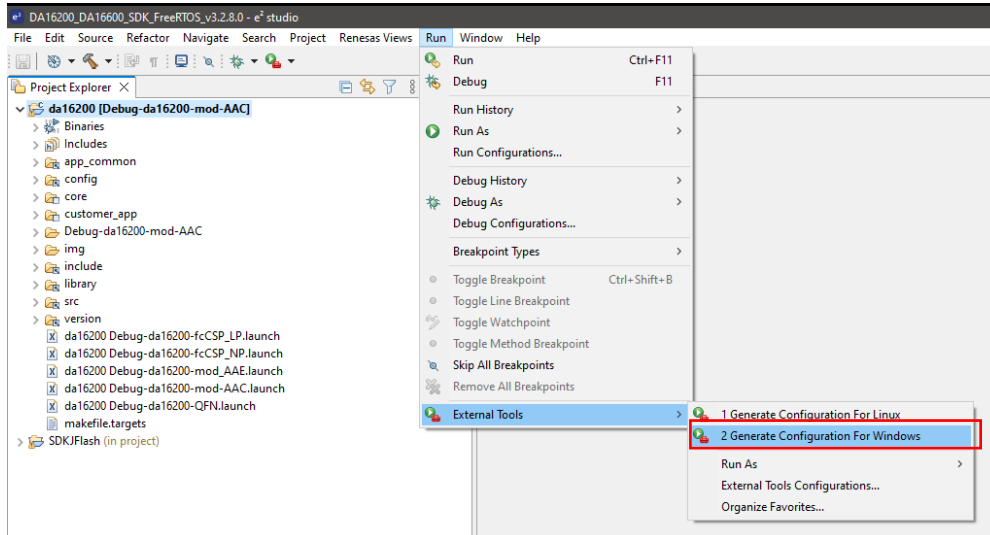 DA16200_DA16600_SDK_FreeRTOS_v3.2.8.0 - e² studio
File Edit Source Refactor Navigate Search Project Renesas Views Run Window Help
Project Explorer
da16200 [Debug-da16200-mod-AAC]
Binaries
Includes
app_common
config
core
customer_app
Debug-da16200-mod-AAC
img
include
library
src
version
da16200 Debug-da16200-fcCSP_LP.launch
da16200 Debug-da16200-fcCSP_NP.launch
da16200 Debug-da16200-mod_AAE.launch
da16200 Debug-da16200-mod-AAC.launch
da16200 Debug-da16200-QFN.launch
makefile.targets
SDKJFlash (in project)
Run Ctrl+F11
Debug F11
Run History
Run As
Run Configurations...
Debug History
Debug As
Debug Configurations...
Breakpoint Types
Toggle Breakpoint Ctrl+Shift+B
Toggle Line Breakpoint
Toggle Watchpoint
Toggle Method Breakpoint
Skip All Breakpoints
Remove All Breakpoints
External Tools
1 Generate Configuration For Linux
2 Generate Configuration For Windows
Run As
External Tools Configurations...
Organize Favorites...